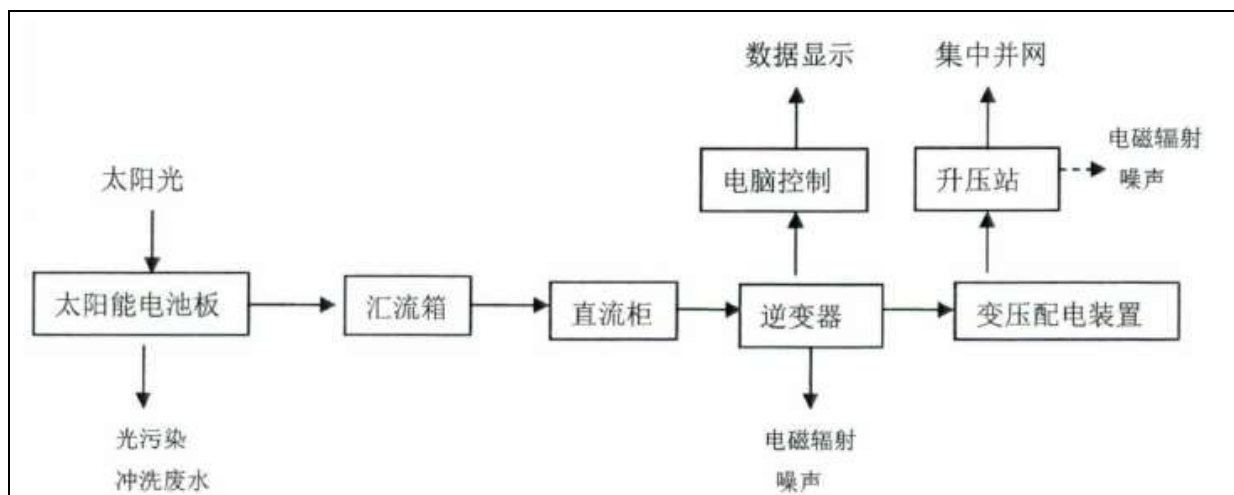 数据显示
集中并网
电磁辐射
噪声
太阳光
电脑控制
升压站
太阳能电池板
汇流箱
直流柜
逆变器
变压配电装置
光污染
冲洗废水
电磁辐射
噪声